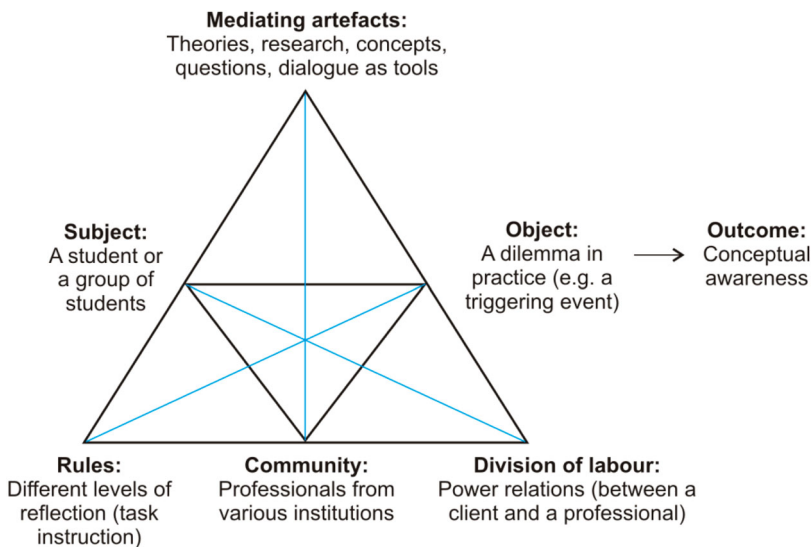 Mediating artefacts:
Theories, research, concepts,
questions, dialogue as tools
Subject:
A student or
a group of
students
Object:
A dilemma in
practice (e.g. a
triggering event)
Outcome:
Conceptual
awareness
Rules:
Different levels of
reflection (task
instruction)
Community:
Professionals from
various institutions
Division of labour:
Power relations (between a
client and a professional)